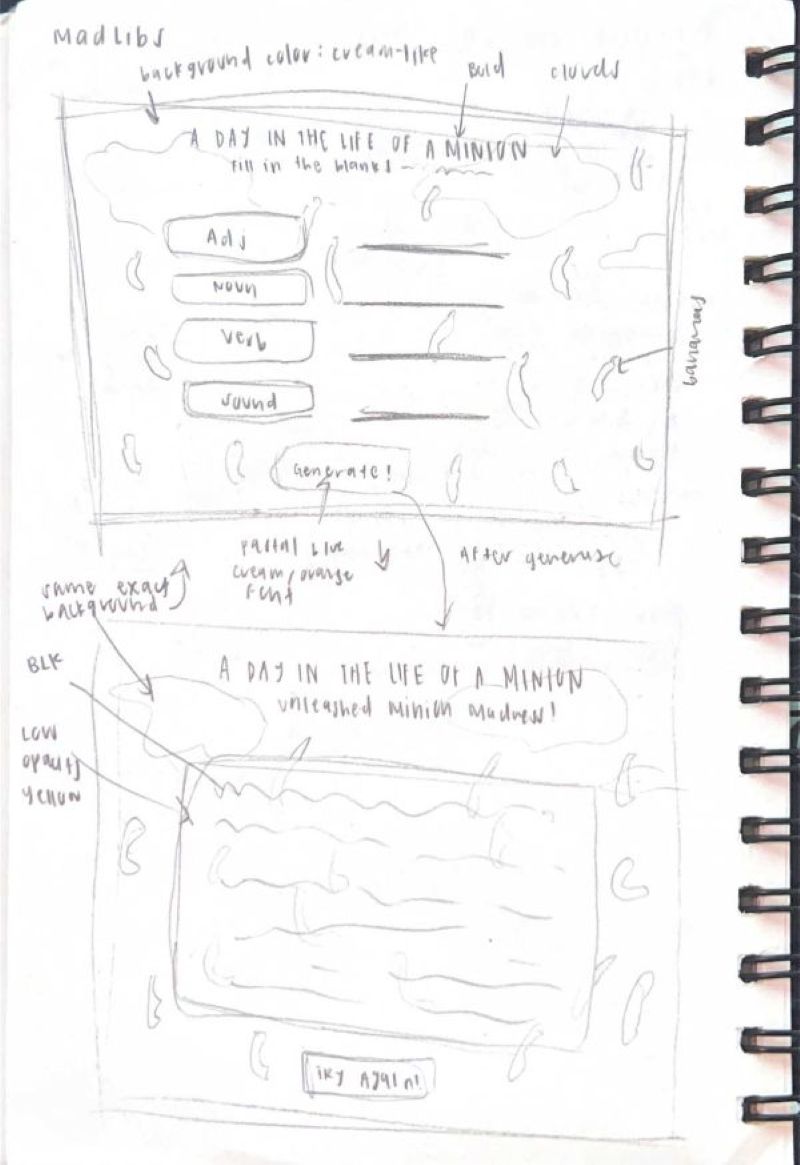 MadLibs
background color: cream-like
Bold
clouds
A DAY IN THE LIFE OF A MINION
fill in the blanks
Adj
noun
verb
bananas
sound
Generate!
pastal blue
cream/orange
font
After generate
same exact
background
BLK
A DAY IN THE LIFE OF A MINION
unleashed minion madness!
LOW
opacity
yellow
TRY AGAIN!